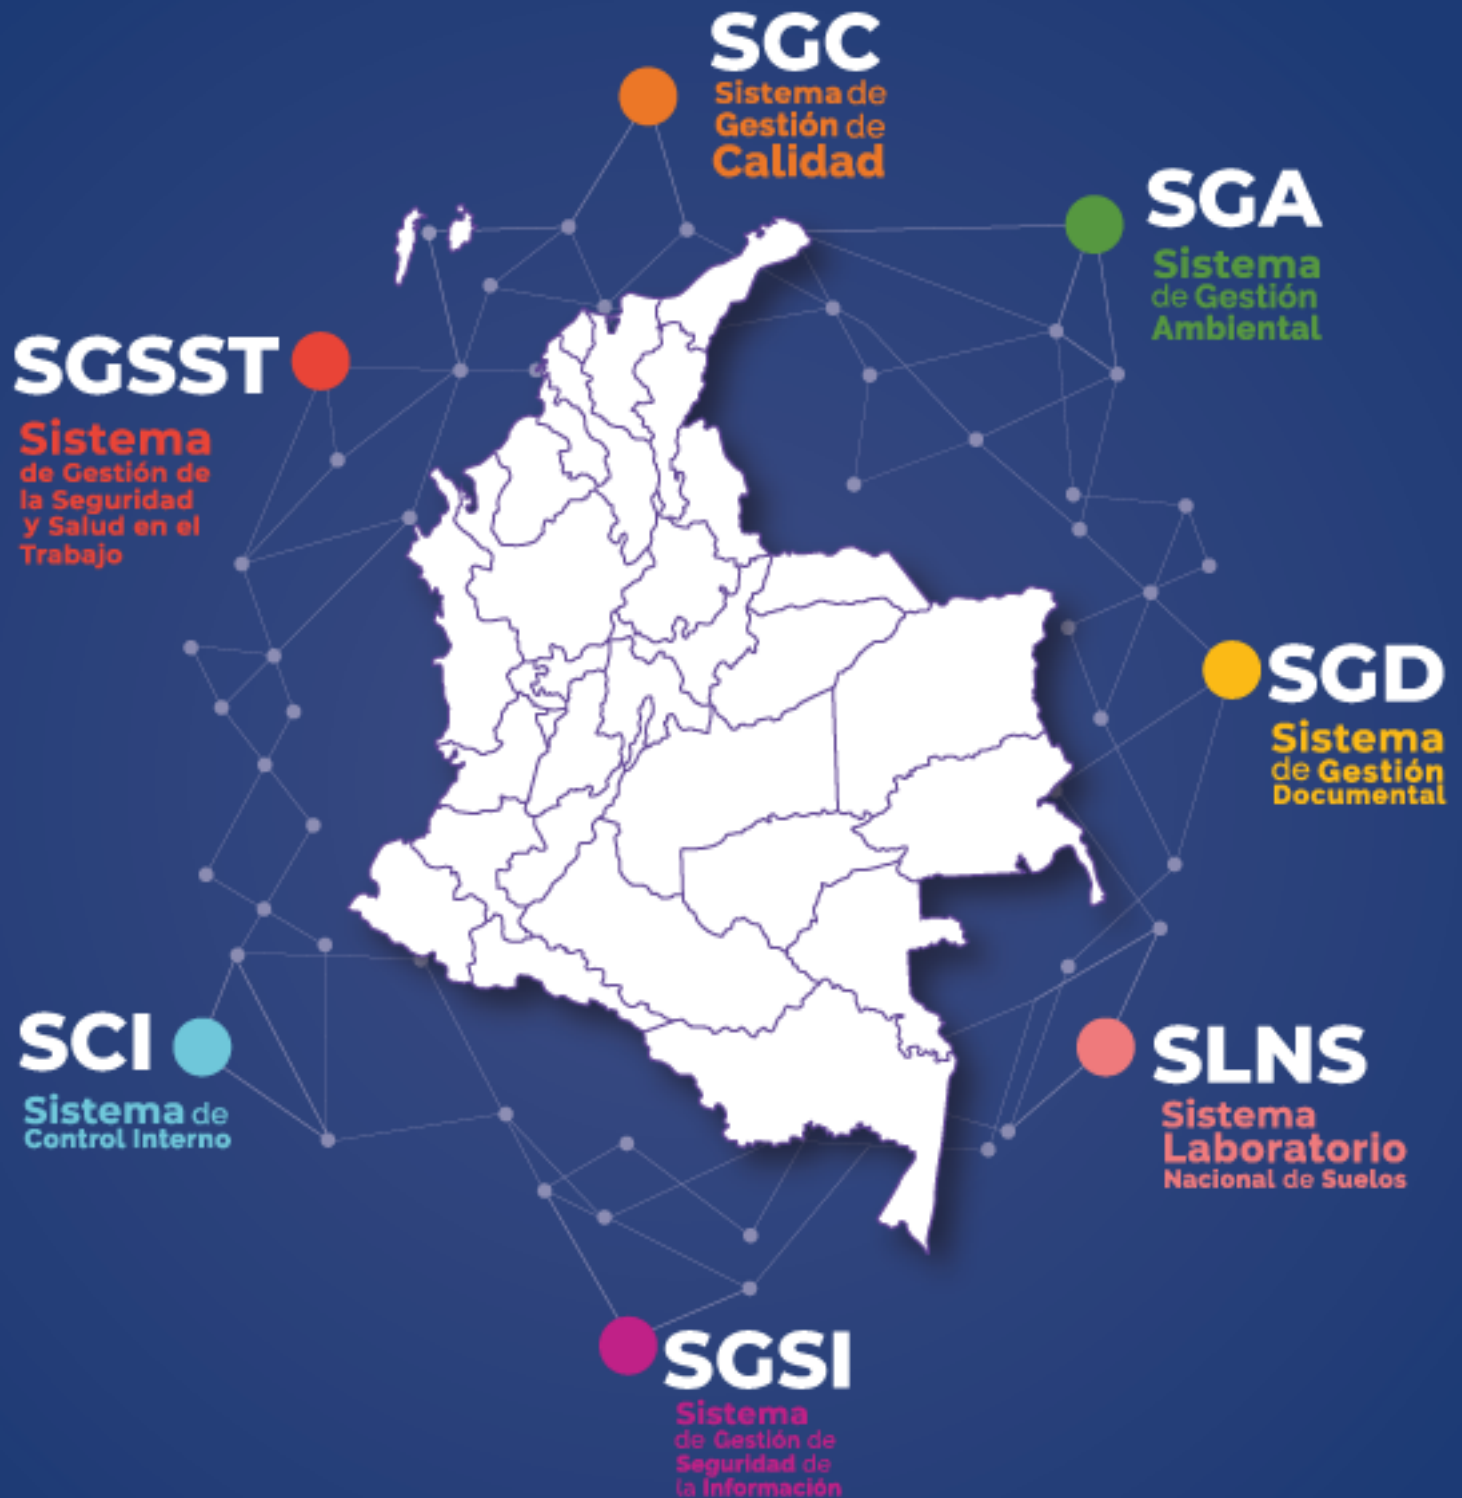 SGC
Sistema de
Gestión de
Calidad
SGA
Sistema
de Gestión
Ambiental
SGSST
Sistema
de Gestión de
la Seguridad
y Salud en el
Trabajo
SGD
Sistema
de Gestión
Documental
SCI
Sistema de
Control Interno
SLNS
Sistema
Laboratorio
Nacional de Suelos
SGSI
Sistema
de Gestión de
Seguridad de
la Información